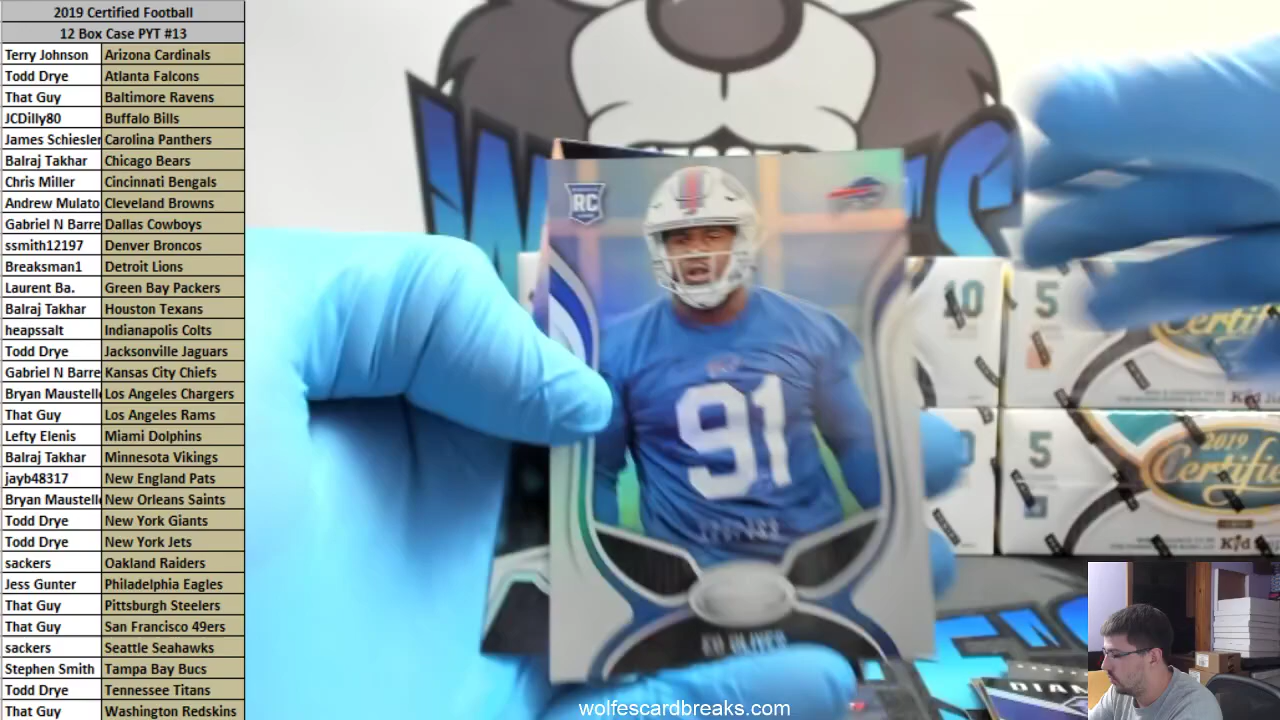 2019 Certified Football
12 Box Case PYT #13
Terry Johnson Arizona Cardinals
Todd Drye Atlanta Falcons
That Guy Baltimore Ravens
JCDilly80 Buffalo Bills
James Schiesler Carolina Panthers
Balraj Takhar Chicago Bears
Chris Miller Cincinnati Bengals
Andrew Mulato Cleveland Browns
Gabriel N Barre Dallas Cowboys
ssmith12197 Denver Broncos
Breaksman1 Detroit Lions
Laurent Ba. Green Bay Packers
Balraj Takhar Houston Texans
heapssalt Indianapolis Colts
Todd Drye Jacksonville Jaguars
Gabriel N Barre Kansas City Chiefs
Bryan Maustelle Los Angeles Chargers
That Guy Los Angeles Rams
Lefty Elenis Miami Dolphins
Balraj Takhar Minnesota Vikings
jayb48317 New England Pats
Bryan Maustelle New Orleans Saints
Todd Drye New York Giants
Todd Drye New York Jets
sackers Oakland Raiders
Jess Gunter Philadelphia Eagles
That Guy Pittsburgh Steelers
That Guy San Francisco 49ers
sackers Seattle Seahawks
Stephen Smith Tampa Bay Bucs
Todd Drye Tennessee Titans
That Guy Washington Redskins
RC
91
ED OLIVER
10 5
5
2019
DIAM
wolfescardbreaks.com